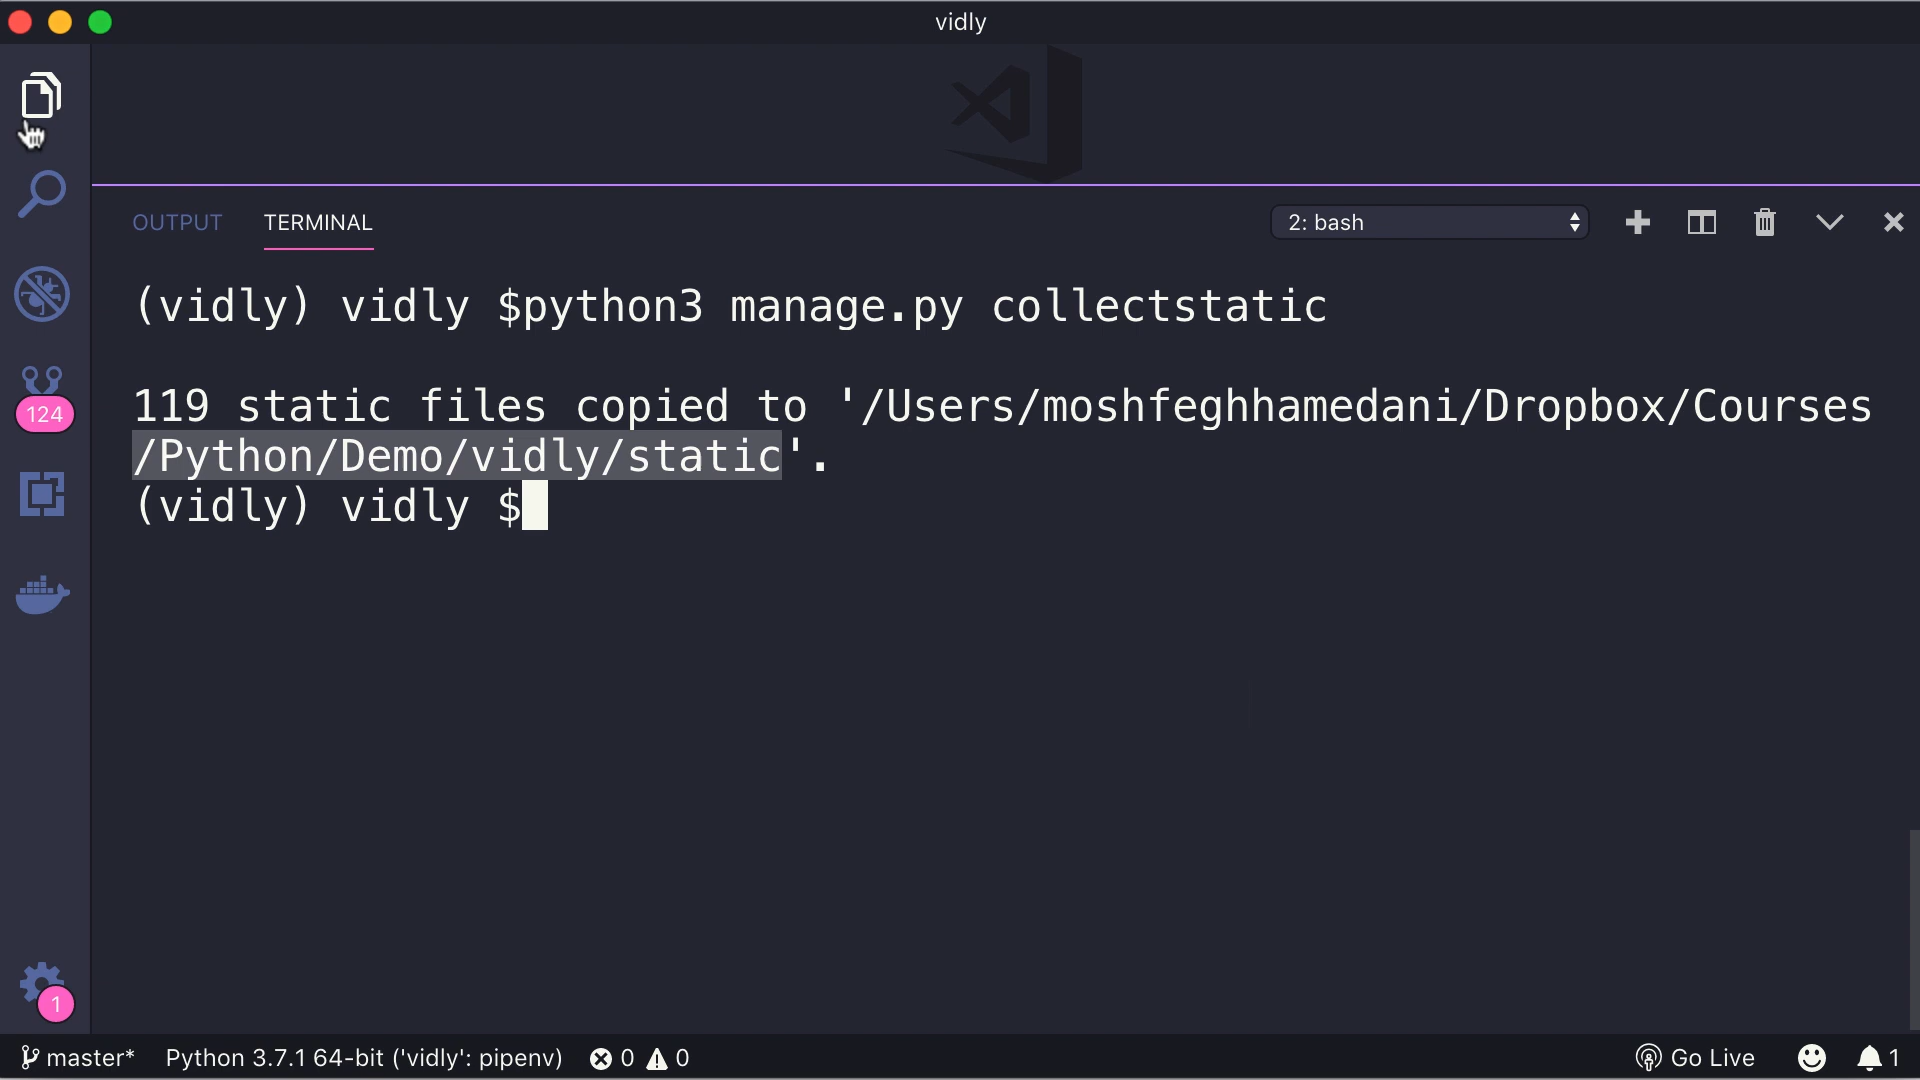 vidly
OUTPUT TERMINAL 2: bash
(vidly) vidly $python3 manage.py collectstatic
119 static files copied to '/Users/moshfeghhamedani/Dropbox/Courses
/Python/Demo/vidly/static'.
(vidly) vidly $
124
1
master* Python 3.7.1 64-bit ('vidly': pipenv) 0 0 Go Live 1